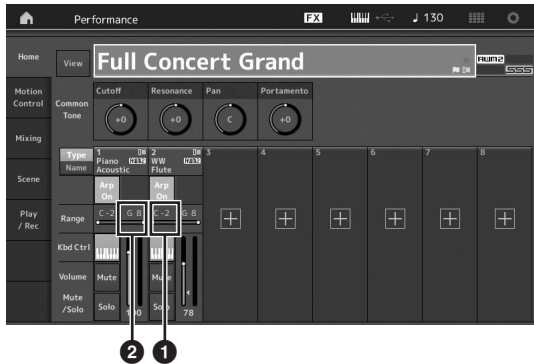 Performance FX 130
Home View Full Concert Grand AWM2
Motion Control Common Tone Cutoff +0 Resonance +0 Pan C Portamento +0
Mixing
Scene
Play / Rec
Type Name
1 Piano AWM2 Acoustic
2 WW AWM2 Flute
3 4 5 6 7 8
Arp On Arp On
Range C -2 G 8 C -2 G 8
Kbd Ctrl
Volume Mute Mute
Mute /Solo Solo 100 Solo 78
2 1